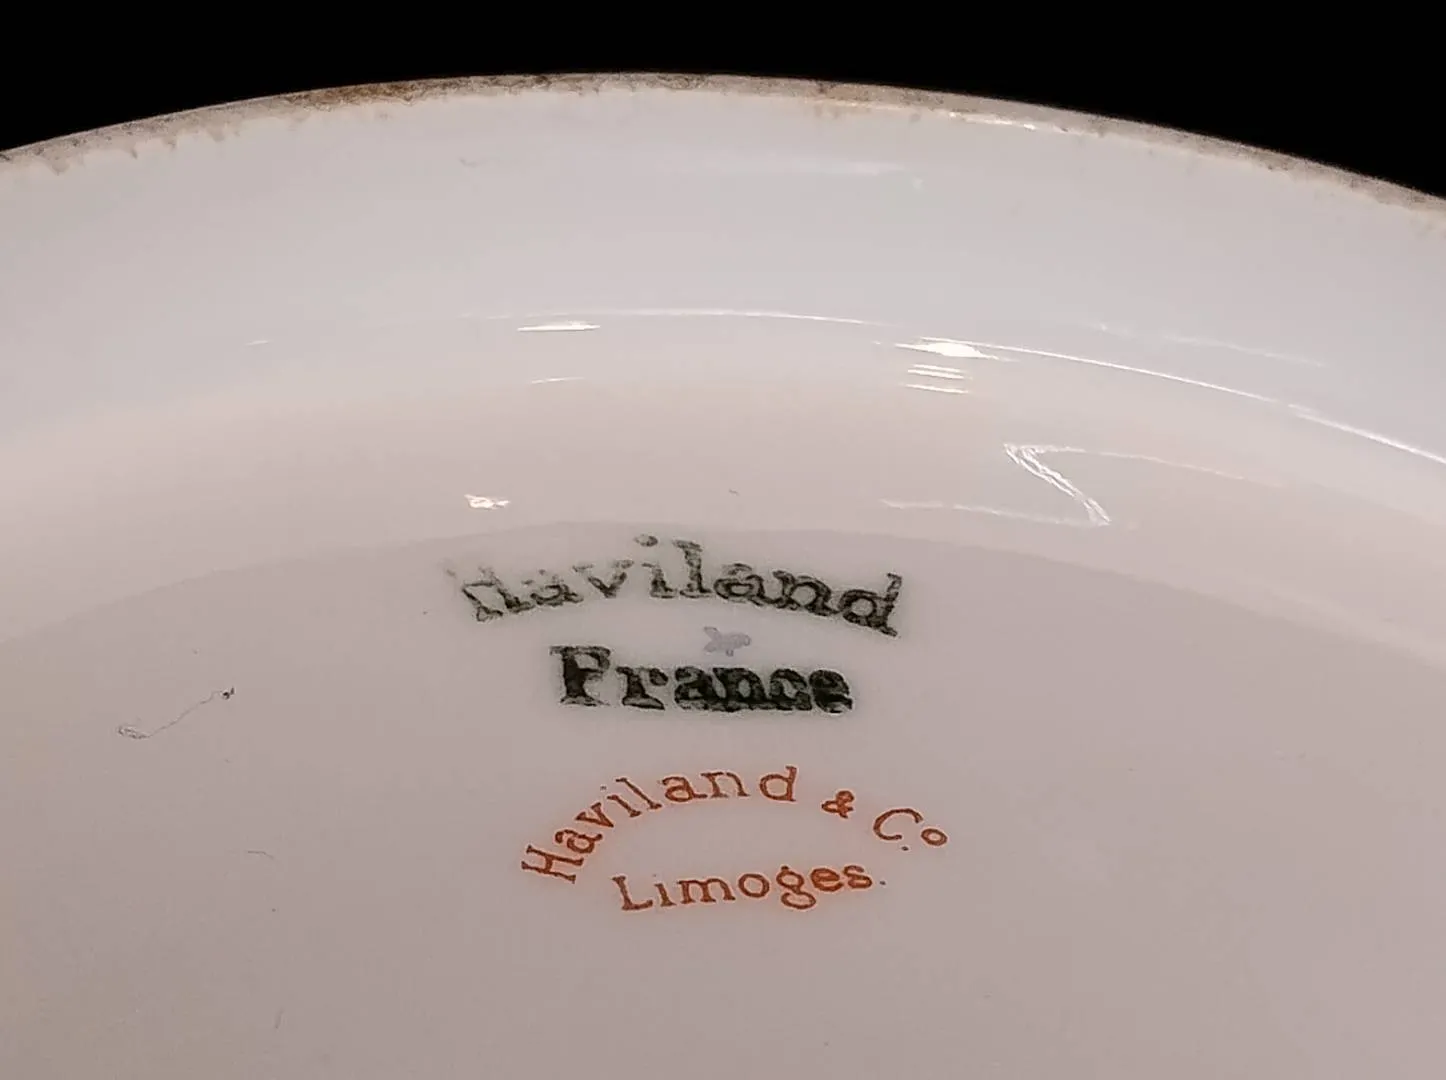 Haviland
France
Haviland & Co.
Limoges.